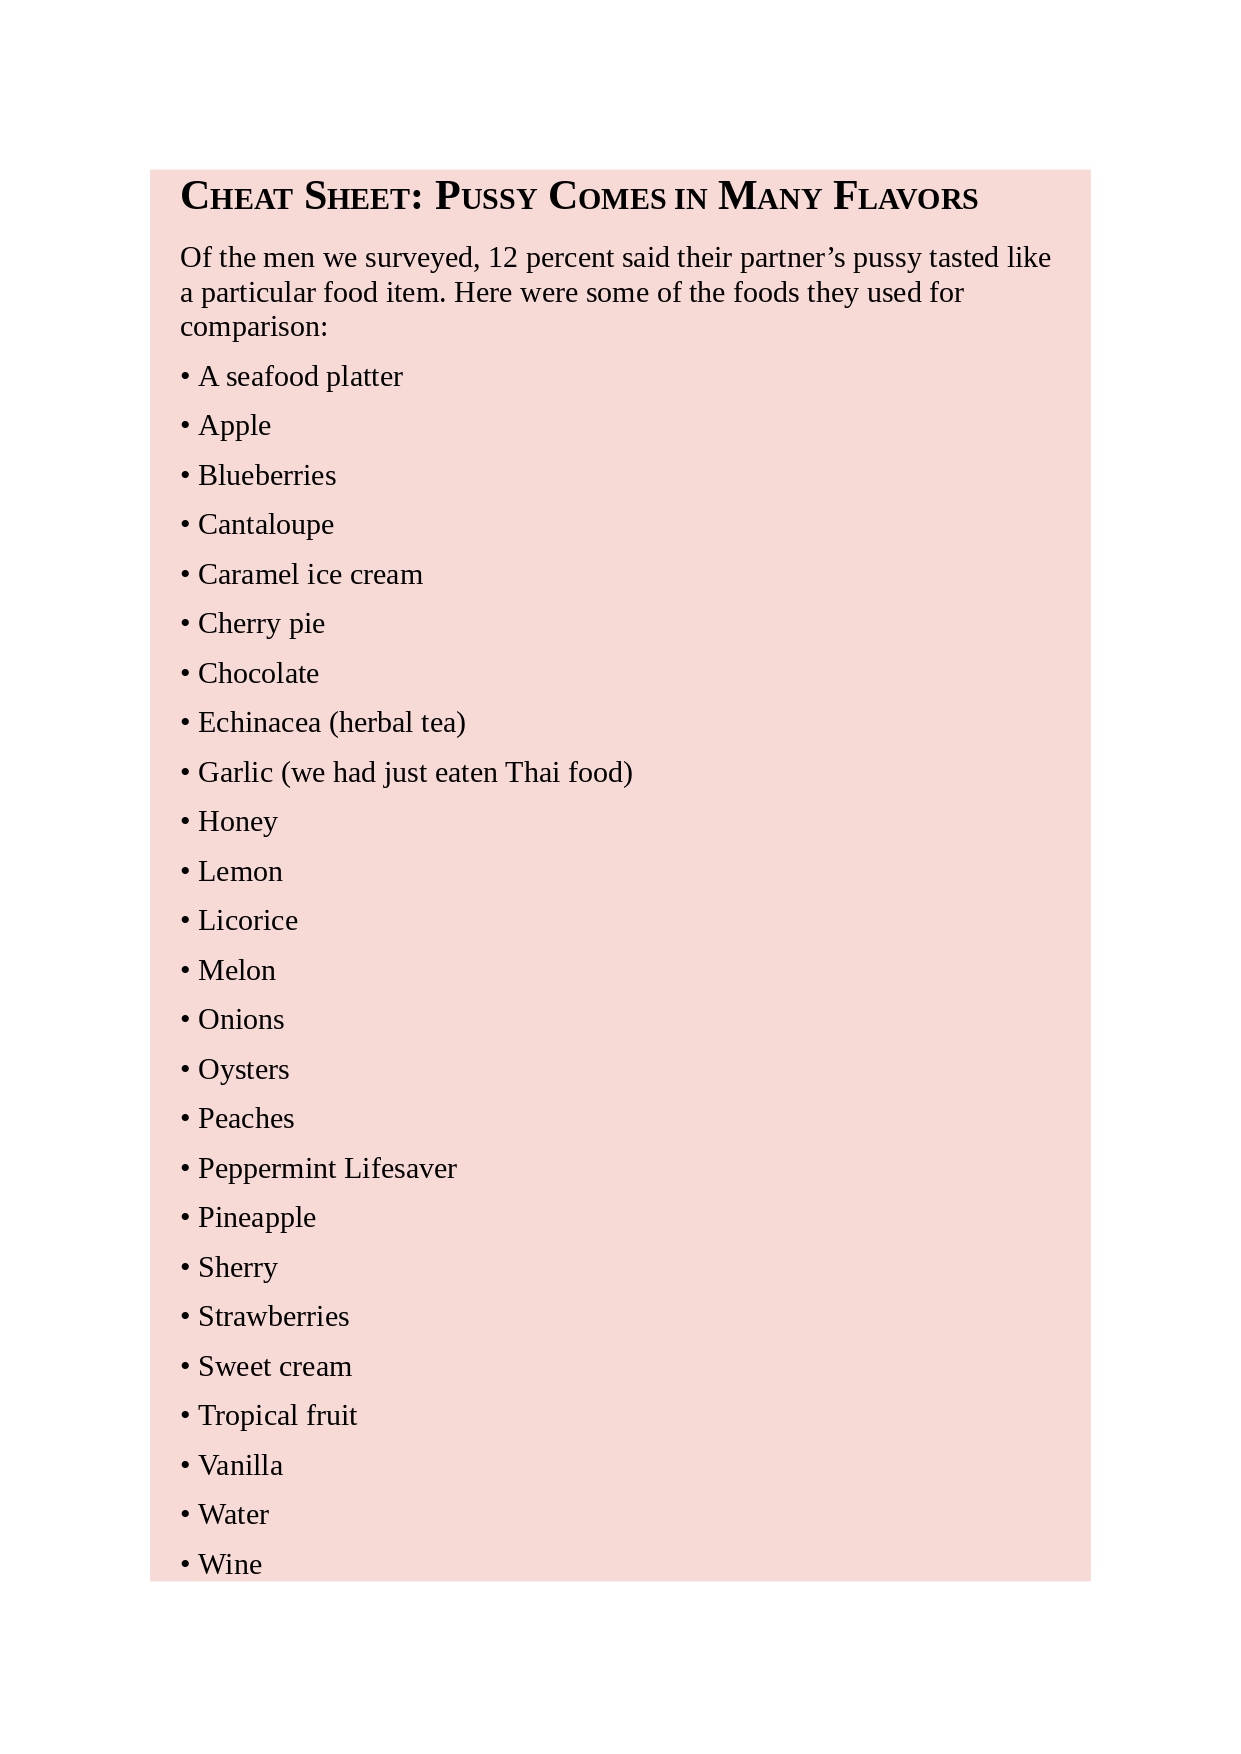 Cheat Sheet: Pussy Comes in Many Flavors
Of the men we surveyed, 12 percent said their partner’s pussy tasted like
a particular food item. Here were some of the foods they used for
comparison:
• A seafood platter
• Apple
• Blueberries
• Cantaloupe
• Caramel ice cream
• Cherry pie
• Chocolate
• Echinacea (herbal tea)
• Garlic (we had just eaten Thai food)
• Honey
• Lemon
• Licorice
• Melon
• Onions
• Oysters
• Peaches
• Peppermint Lifesaver
• Pineapple
• Sherry
• Strawberries
• Sweet cream
• Tropical fruit
• Vanilla
• Water
• Wine